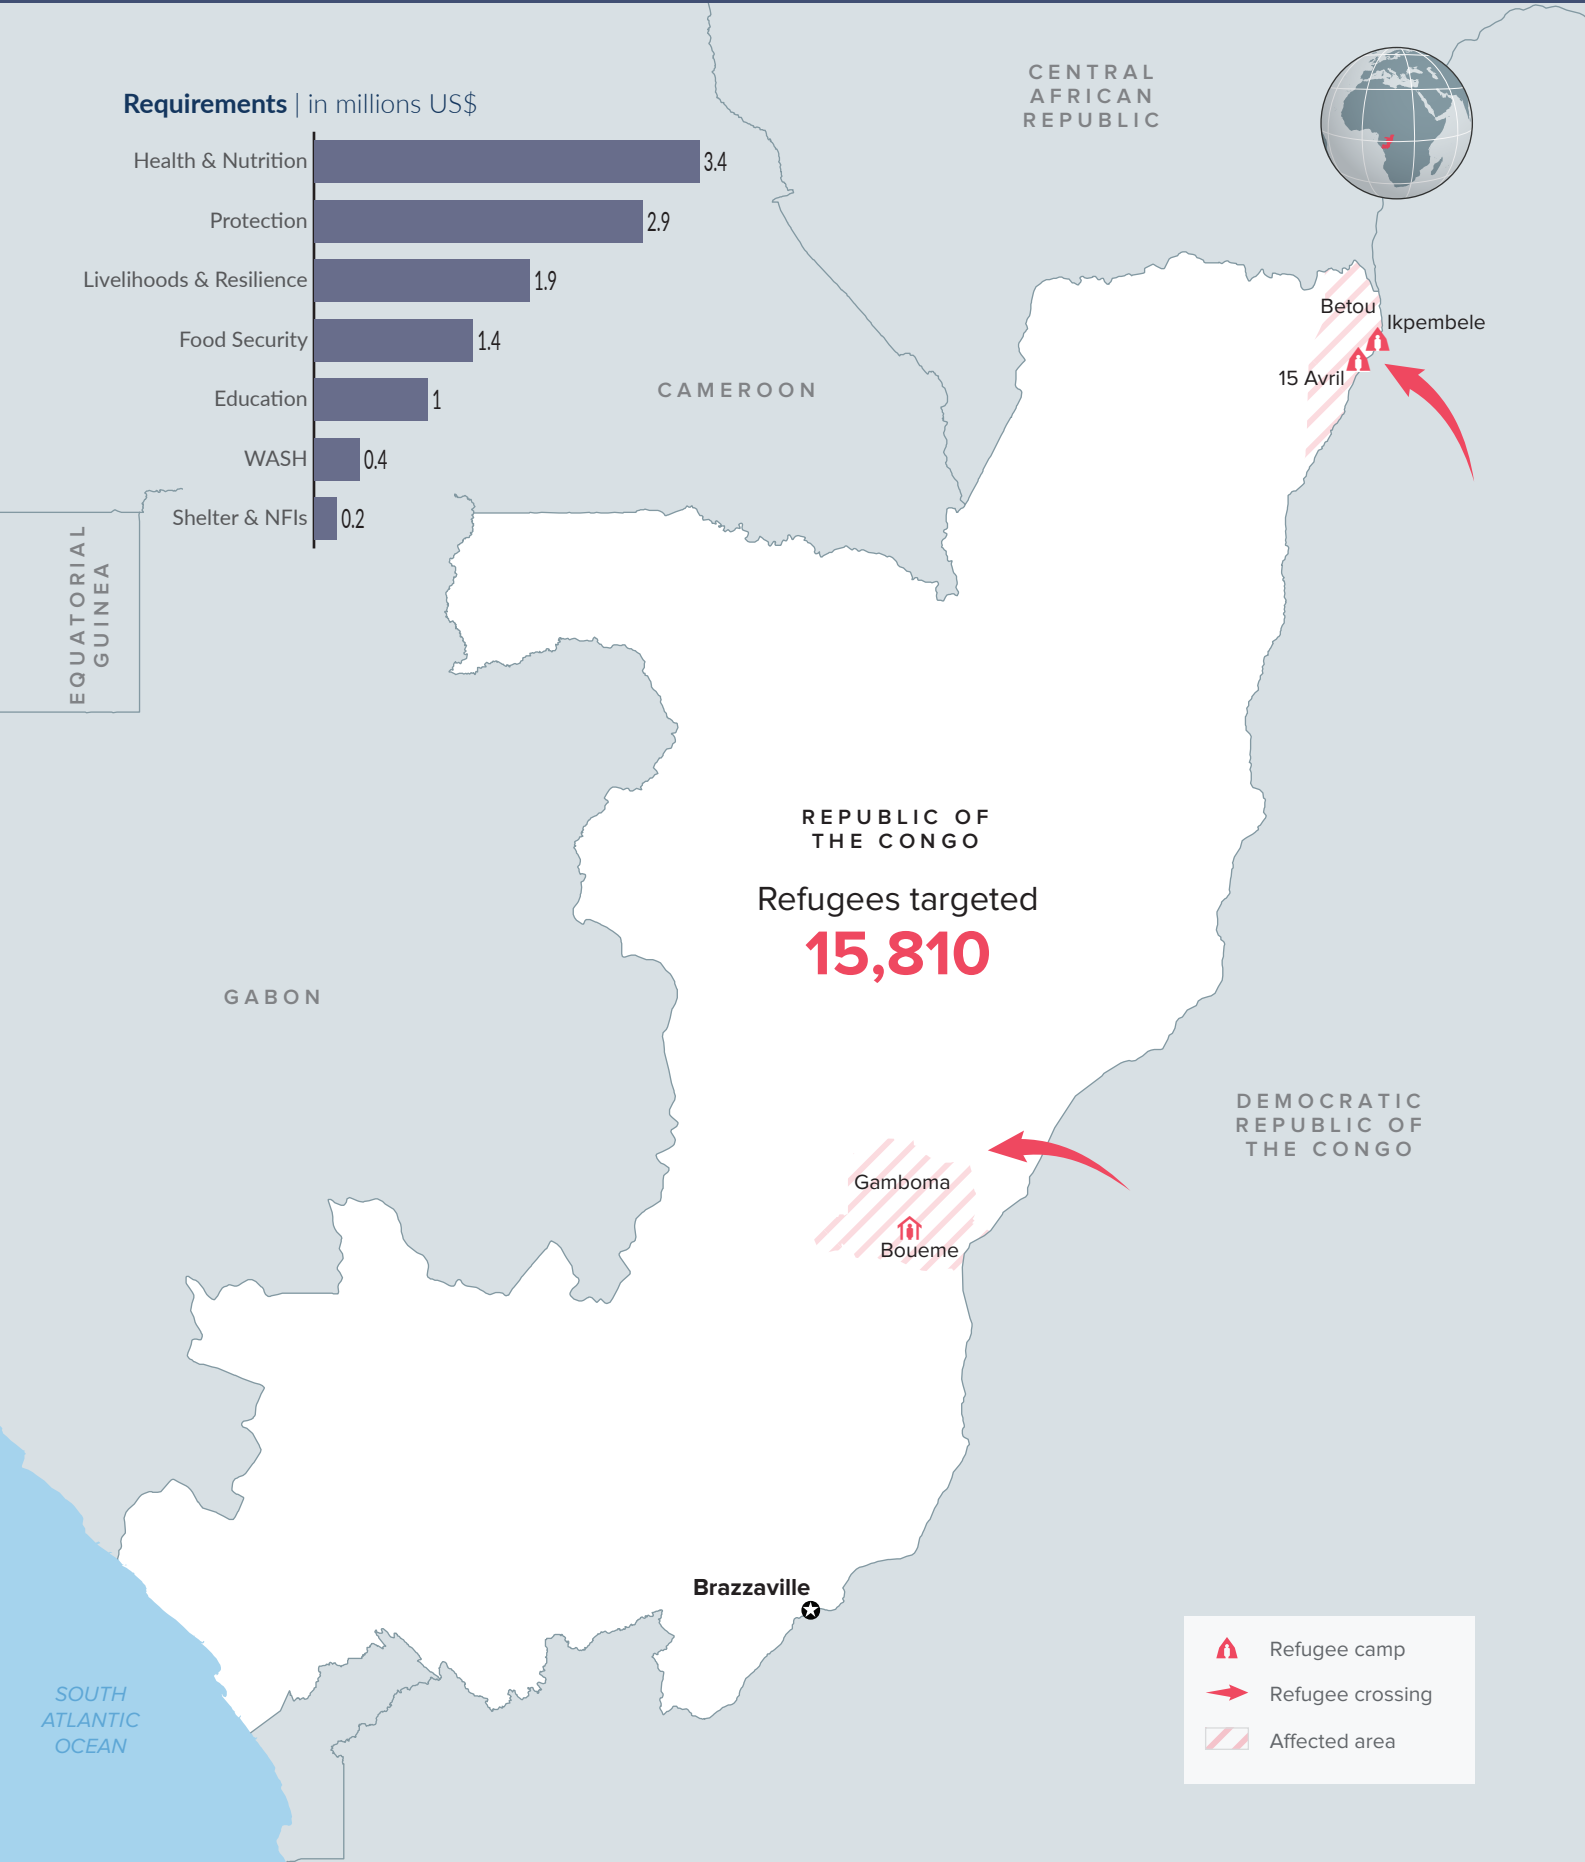 Requirements | in millions US$
Health & Nutrition 3.4
Protection 2.9
Livelihoods & Resilience 1.9
Food Security 1.4
Education 1
WASH 0.4
Shelter & NFIs 0.2
CENTRAL
AFRICAN
REPUBLIC
CAMEROON
Betou
Ikpembele
15 Avril
EQUATORIAL
GUINEA
REPUBLIC OF
THE CONGO
Refugees targeted
15,810
GABON
DEMOCRATIC
REPUBLIC OF
THE CONGO
Gamboma
Boueme
Brazzaville
SOUTH
ATLANTIC
OCEAN
Refugee camp
Refugee crossing
Affected area